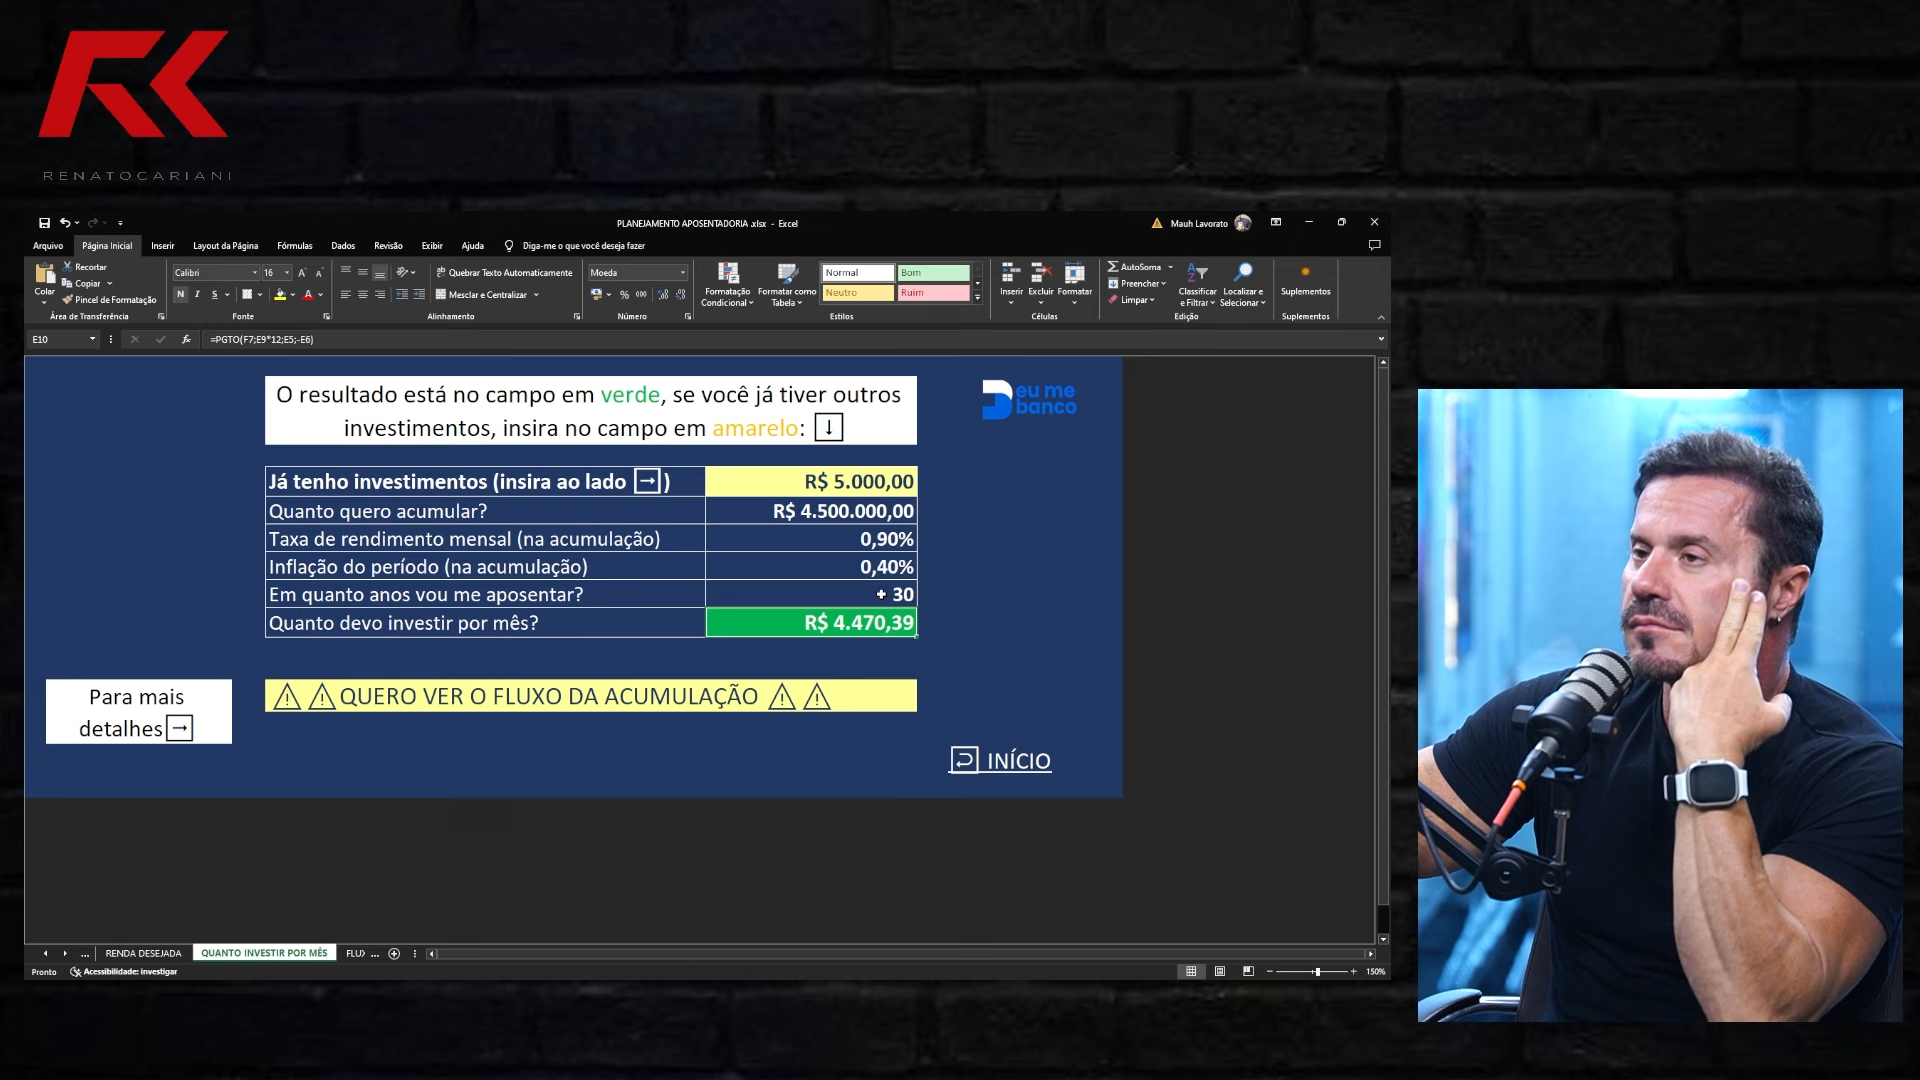 RENATOCARIANI
PLANEJAMENTO APOSENTADORIA .xlsx - Excel
Mauh Lavorato
Arquivo Página Inicial Inserir Layout da Página Fórmulas Dados Revisão Exibir Ajuda Diga-me o que você deseja fazer
Colar
Recortar
Copiar
Pincel de Formatação
Área de Transferência
Calibri 16
N I S
Fonte
Quebrar Texto Automaticamente
Mesclar e Centralizar
Alinhamento
Moeda
% 000
Número
Formatação Condicional
Formatar como Tabela
Normal Bom
Neutro Ruim
Estilos
Inserir Excluir Formatar
Células
AutoSoma
Preencher
Limpar
Classificar e Filtrar
Localizar e Selecionar
Edição
Suplementos
Suplementos
E10 fx =PGTO(F7;E9*12;E5;-E6)
O resultado está no campo em verde, se você já tiver outros
investimentos, insira no campo em amarelo: ↓
eu me
banco
Já tenho investimentos (insira ao lado →) R$ 5.000,00
Quanto quero acumular? R$ 4.500.000,00
Taxa de rendimento mensal (na acumulação) 0,90%
Inflação do período (na acumulação) 0,40%
Em quanto anos vou me aposentar? 30
Quanto devo investir por mês? R$ 4.470,39
Para mais
detalhes →
QUERO VER O FLUXO DA ACUMULAÇÃO
INÍCIO
... RENDA DESEJADA QUANTO INVESTIR POR MÊS FLUX ...
Pronto Acessibilidade: investigar 150%